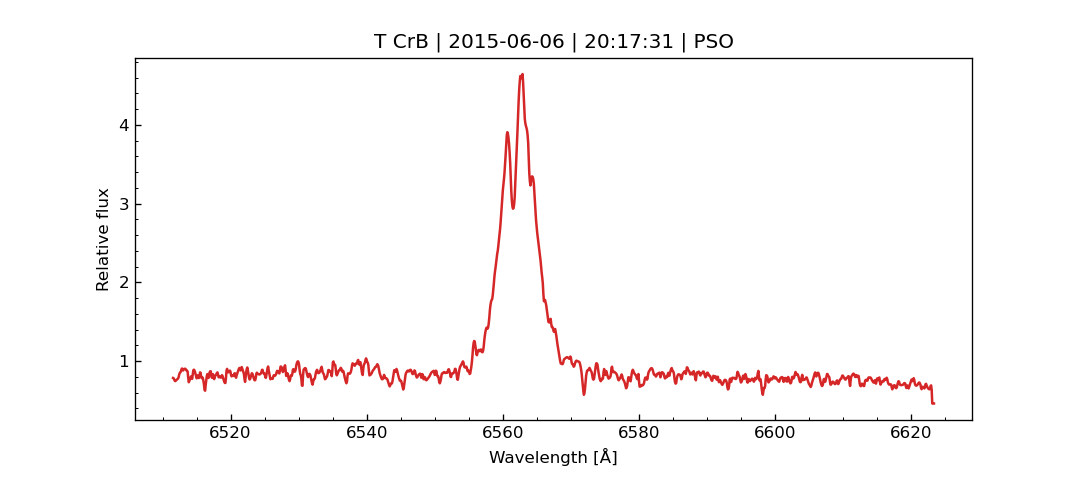 T CrB | 2015-06-06 | 20:17:31 | PSO
Relative flux
4
3
2
1
6520 6540 6560 6580 6600 6620
Wavelength [Å]